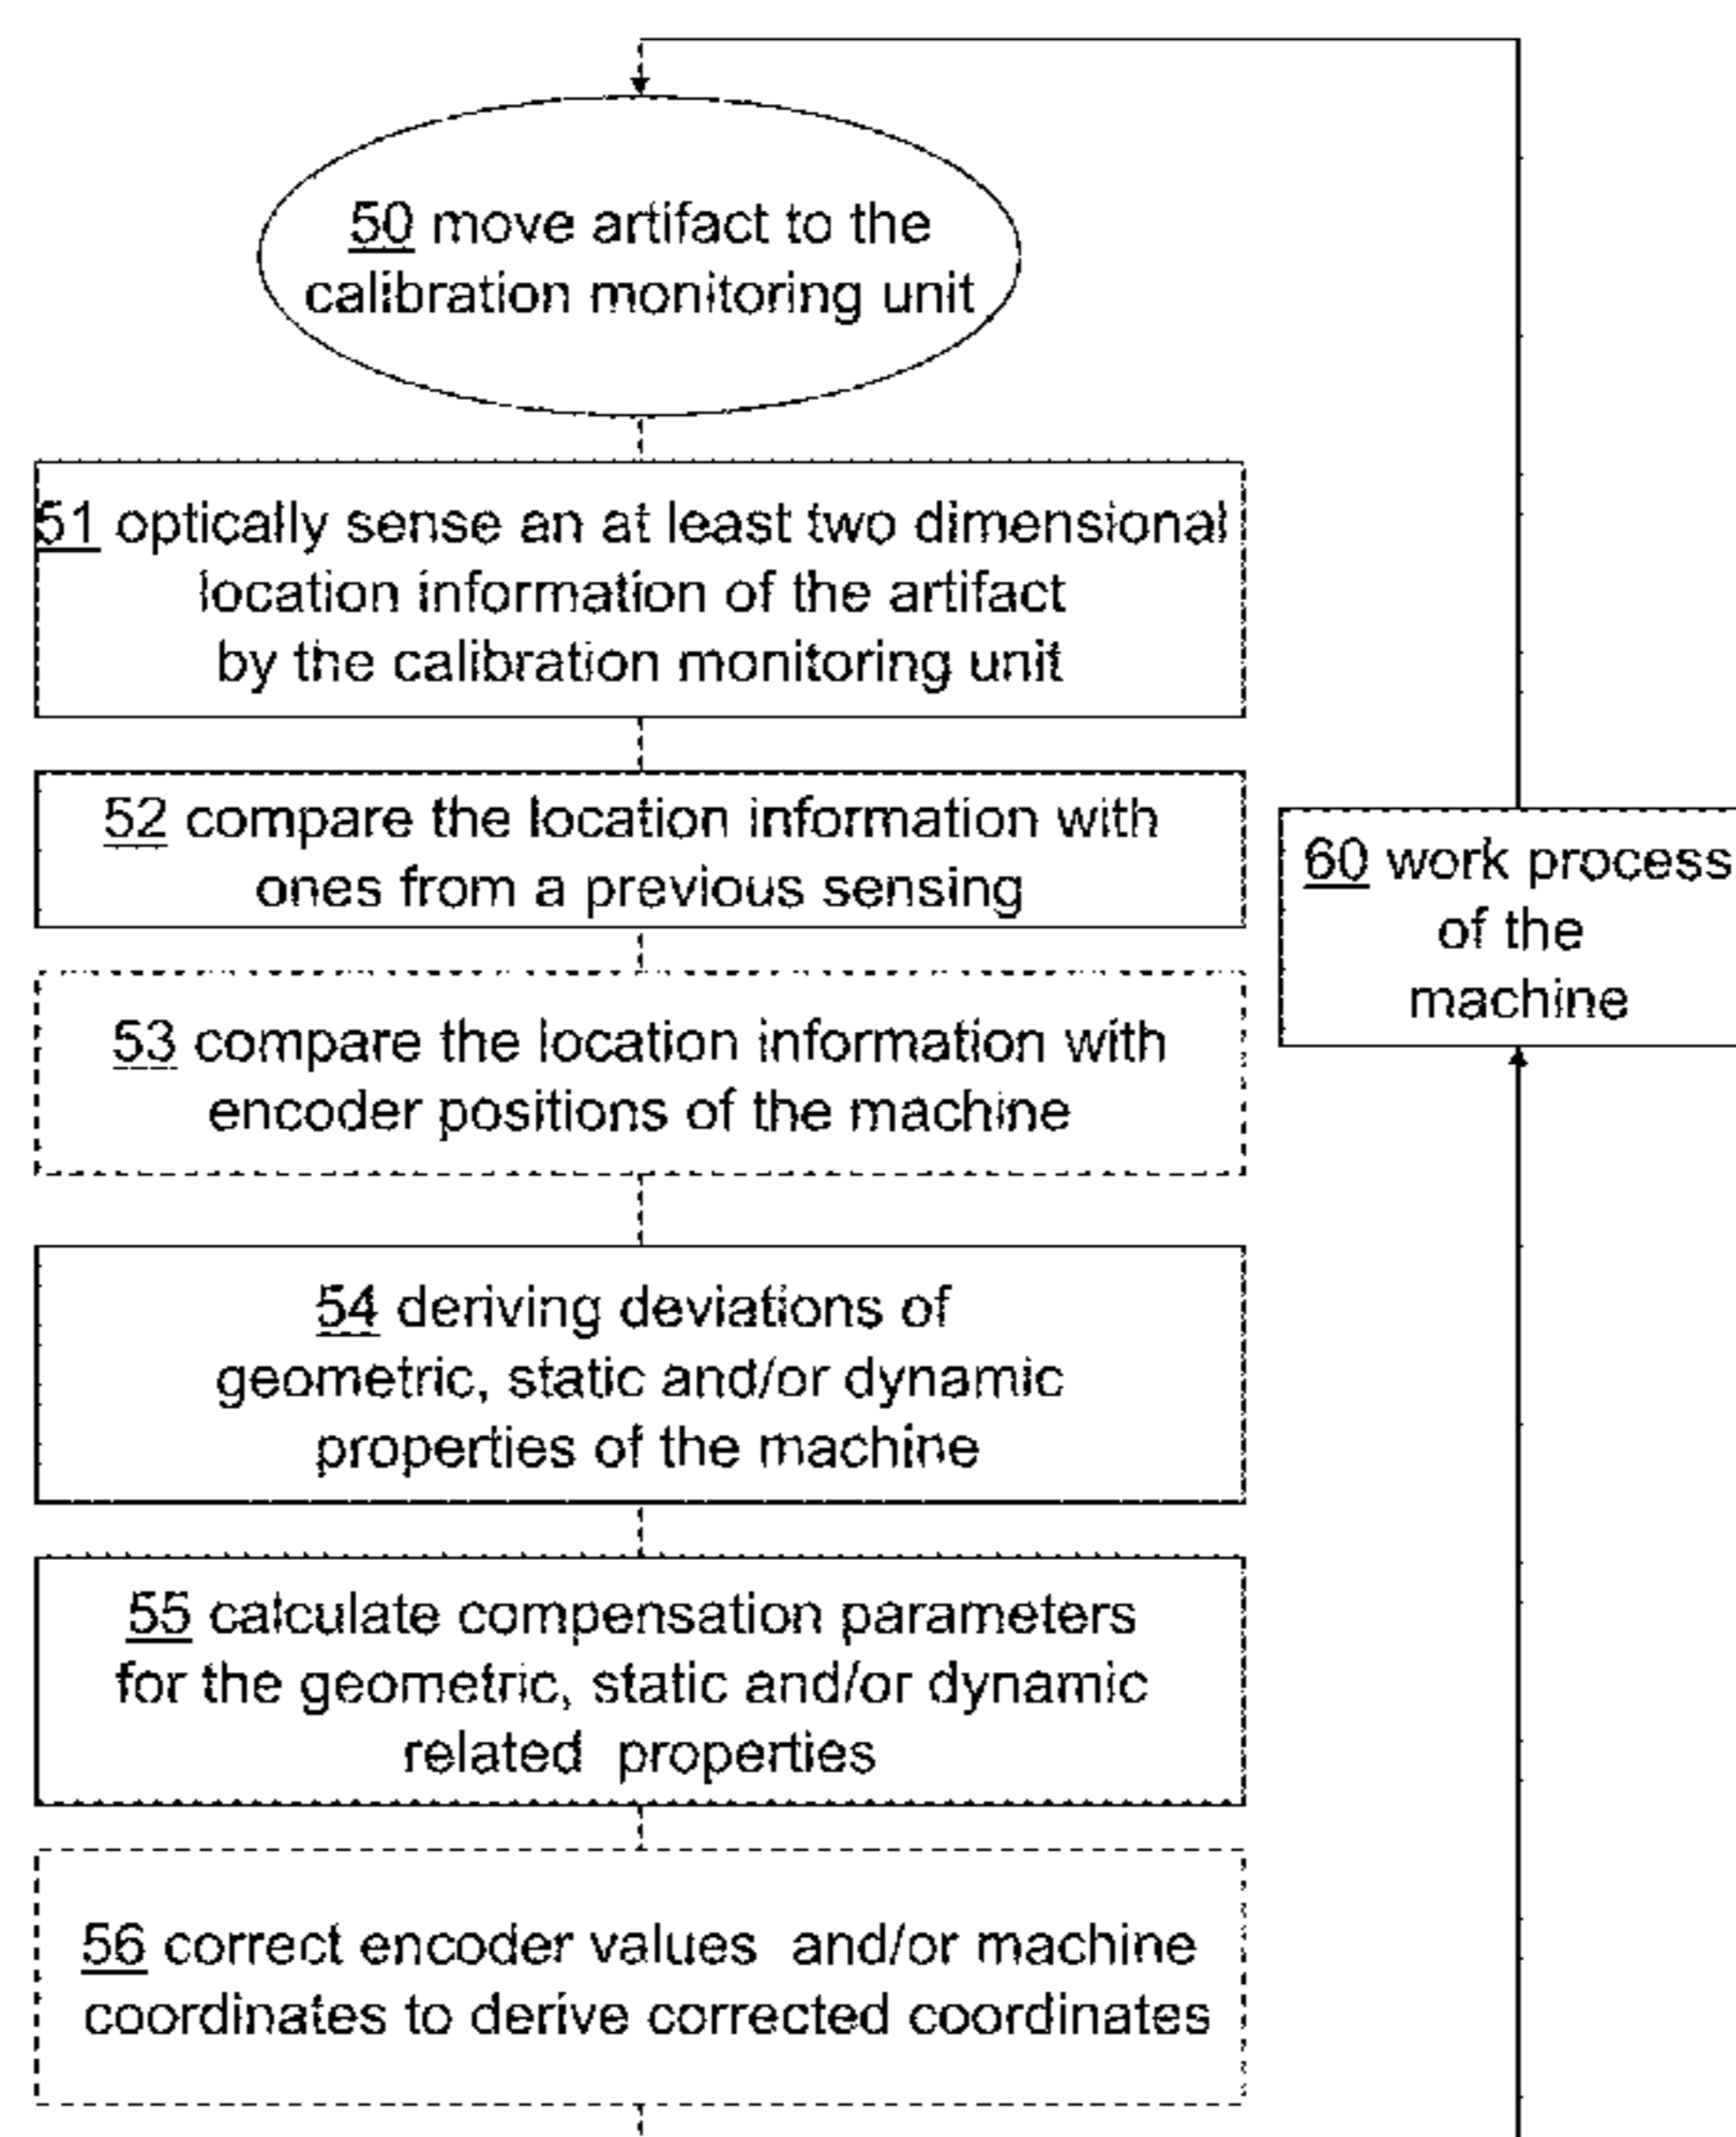 50 move artifact to the
calibration monitoring unit
51 optically sense an at least two dimensional
location information of the artifact
by the calibration monitoring unit
52 compare the location information with
ones from a previous sensing
53 compare the location information with
encoder positions of the machine
54 deriving deviations of
geometric, static and/or dynamic
properties of the machine
55 calculate compensation parameters
for the geometric, static and/or dynamic
related properties
56 correct encoder values and/or machine
coordinates to derive corrected coordinates
60 work process
of the
machine